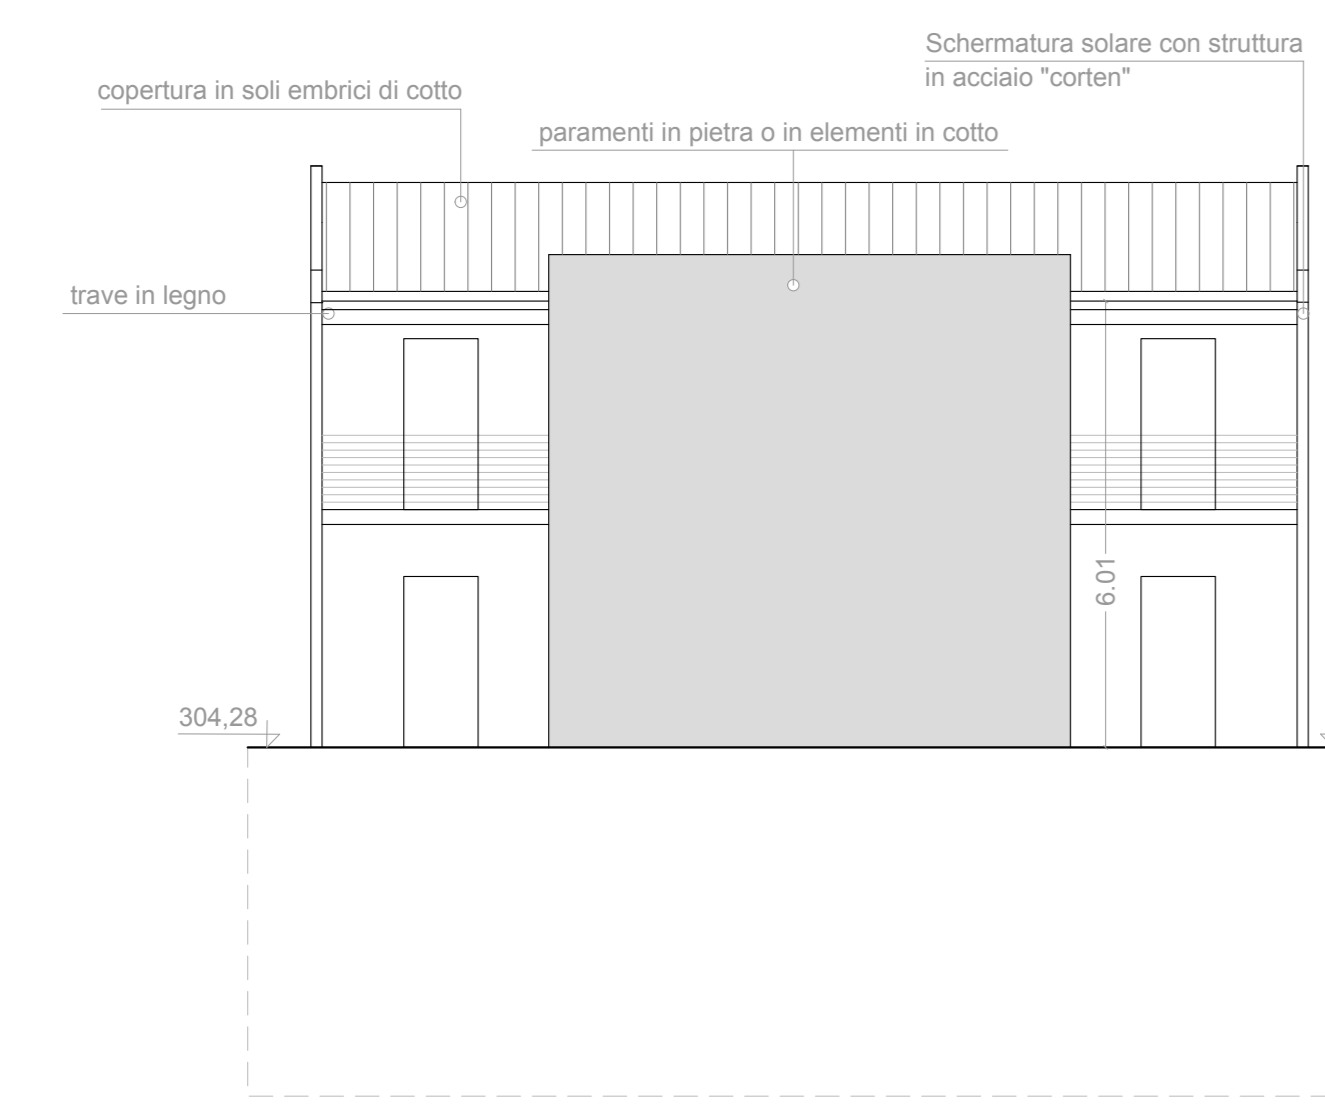 Schermatura solare con struttura
in acciaio "corten"
copertura in soli embrici di cotto
paramenti in pietra o in elementi in cotto
trave in legno
6.01
304,28